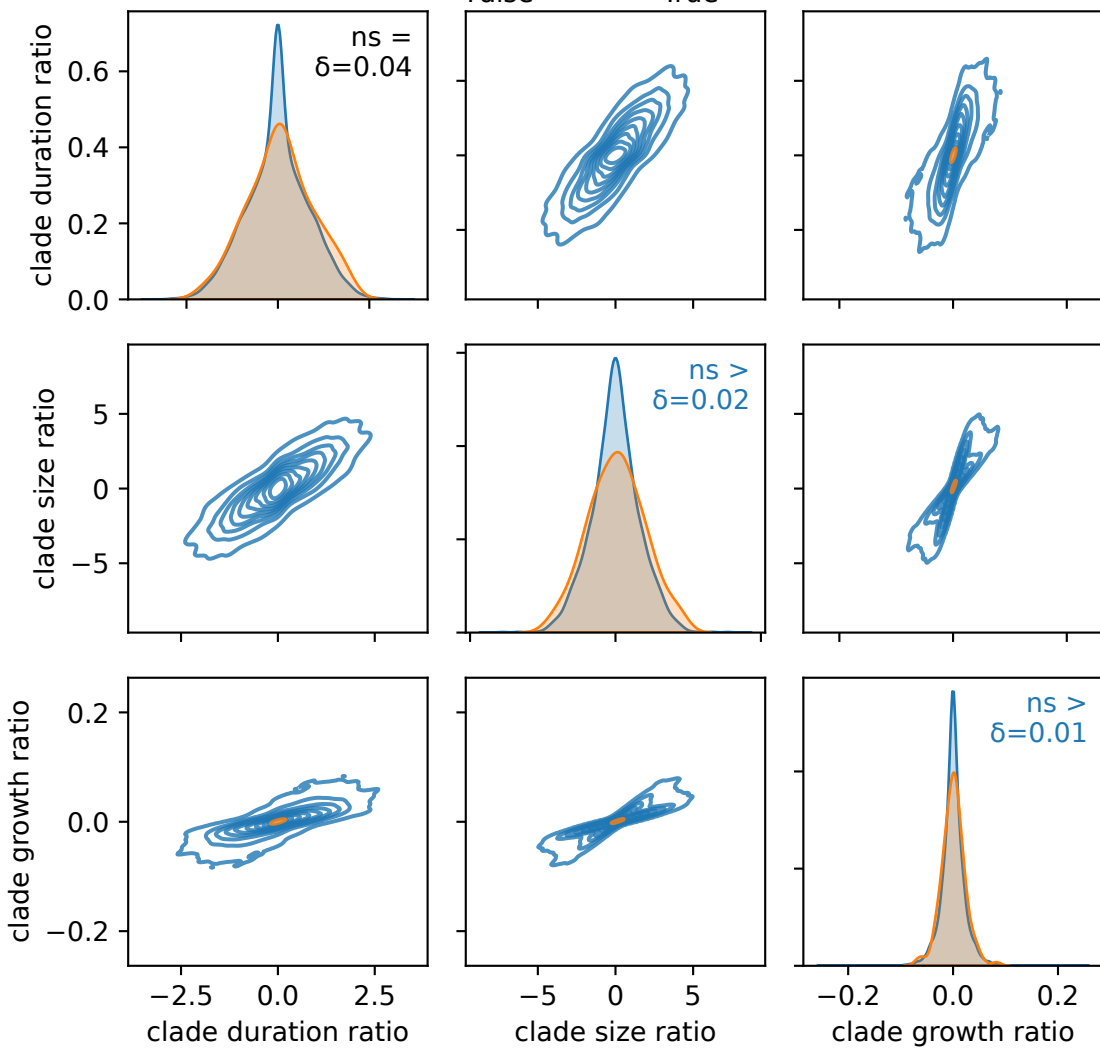 clade duration ratio
0.6
0.4
0.2
0.0
ns =
δ=0.04
clade size ratio
5
0
−5
ns >
δ=0.02
clade growth ratio
0.2
0.0
−0.2
ns >
δ=0.01
−2.5 0.0 2.5
−5 0 5
−0.2 0.0 0.2
clade duration ratio
clade size ratio
clade growth ratio